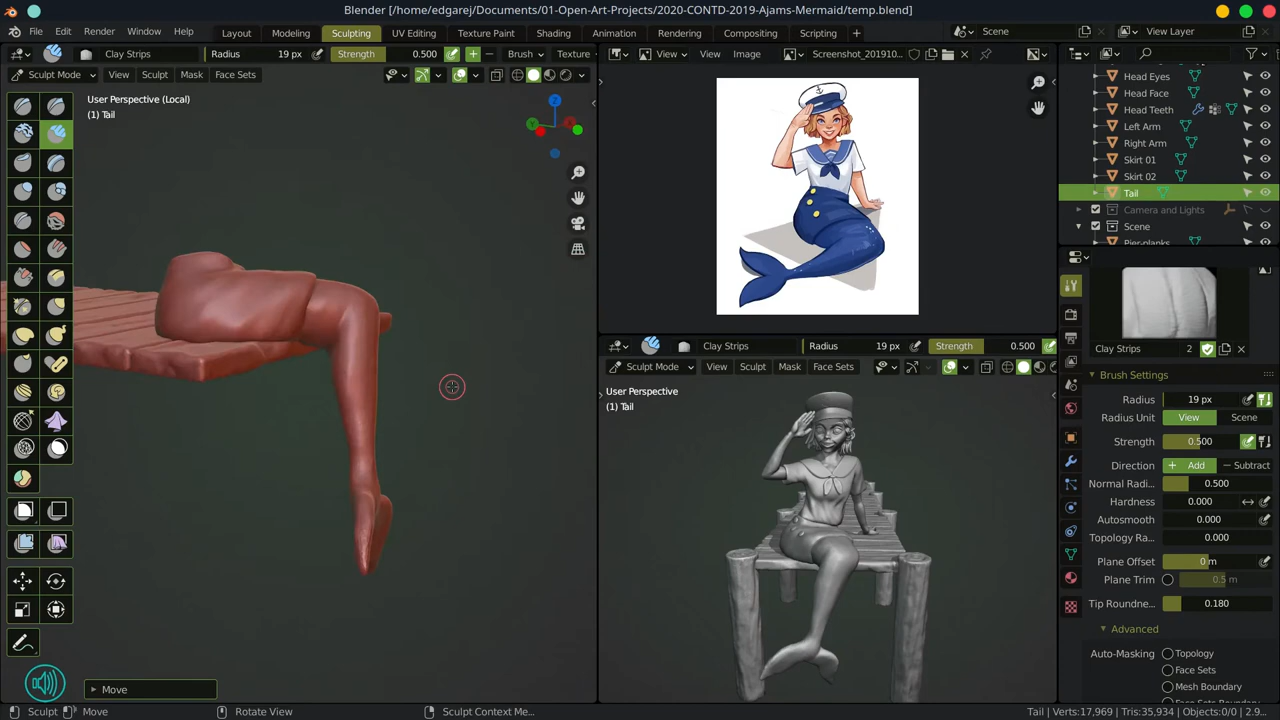 Blender [/home/edgarej/Documents/01-Open-Art-Projects/2020-CONTD-2019-Ajams-Mermaid/temp.blend]
File Edit Render Window Help Layout Modeling Sculpting UV Editing Texture Paint Shading Animation Rendering Compositing Scripting + Scene View Layer
Clay Strips Radius 19 px Strength 0.500 Brush Texture
Sculpt Mode View Sculpt Mask Face Sets
User Perspective (Local)
(1) Tail
Z
Y
X
Move
View View Image Screenshot_201910...
Clay Strips Radius 19 px Strength 0.500
Sculpt Mode View Sculpt Mask Face Sets
User Perspective
(1) Tail
Head Eyes
Head Face
Head Teeth
Left Arm
Right Arm
Skirt 01
Skirt 02
Tail
Camera and Lights
Scene
Pier-planks
Clay Strips 2
Brush Settings
Radius 19 px
Radius Unit View Scene
Strength 0.500
Direction + Add − Subtract
Normal Radi... 0.500
Hardness 0.000
Autosmooth 0.000
Topology Ra... 0.000
Plane Offset 0 m
Plane Trim 0.5 m
Tip Roundne... 0.180
Advanced
Auto-Masking Topology
Face Sets
Mesh Boundary
Sculpt Move Rotate View Sculpt Context Me... Tail | Verts:17,969 | Tris:35,934 | Objects:0/0 | 2.9...